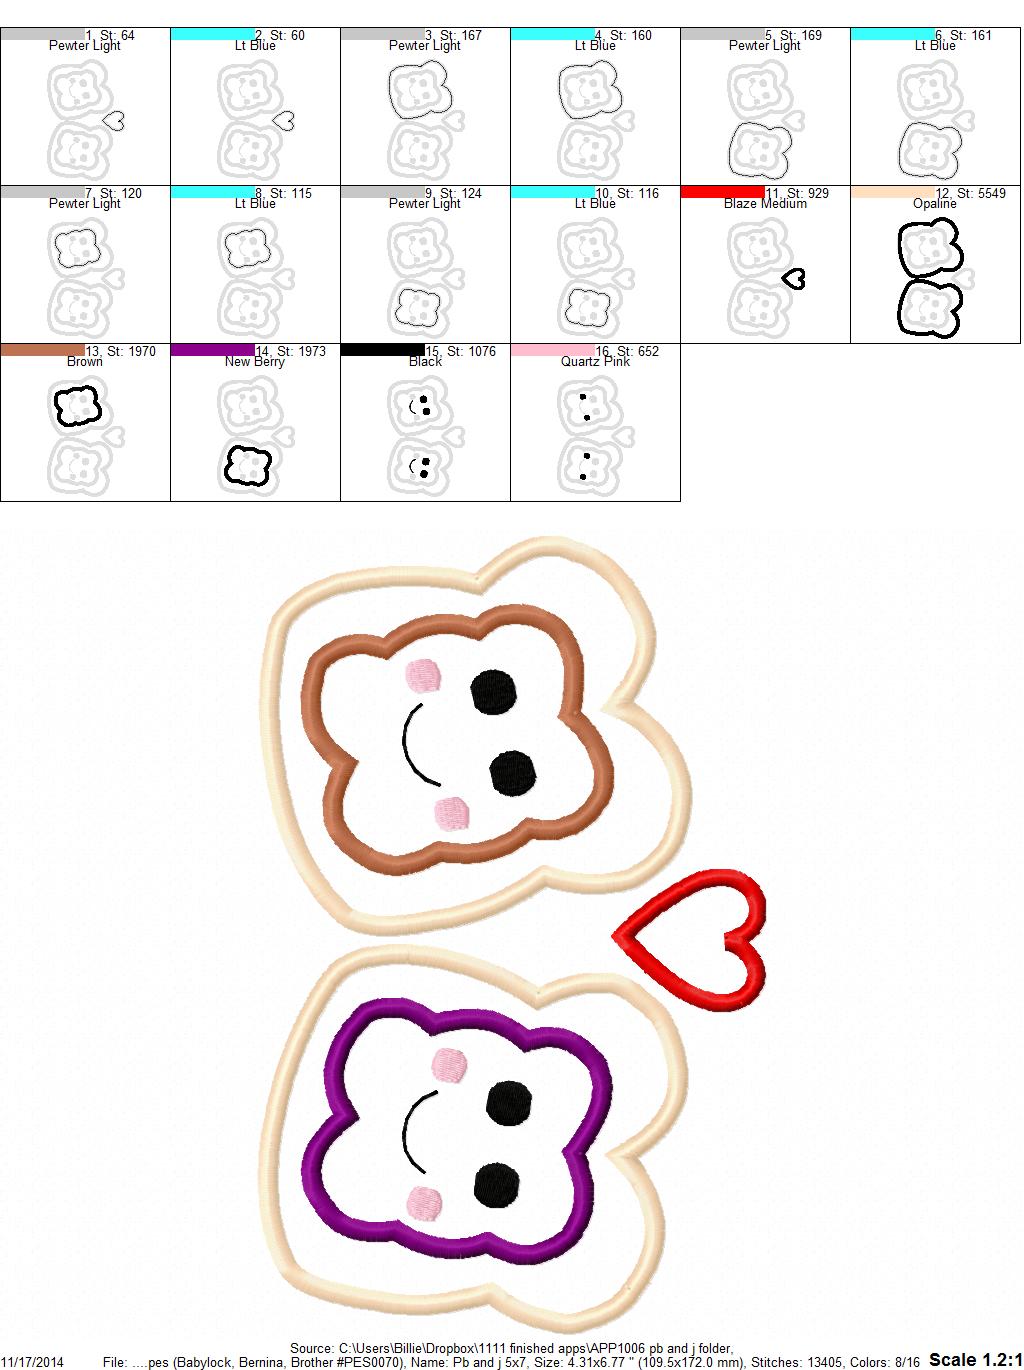 1, St: 64
Pewter Light
2, St: 60
Lt Blue
3, St: 167
Pewter Light
4, St: 160
Lt Blue
5, St: 169
Pewter Light
6, St: 161
Lt Blue
7, St: 120
Pewter Light
8, St: 115
Lt Blue
9, St: 124
Pewter Light
10, St: 116
Lt Blue
11, St: 929
Blaze Medium
12, St: 5549
Opaline
13, St: 1970
Brown
14, St: 1973
New Berry
15, St: 1076
Black
16, St: 652
Quartz Pink
Source: C:\Users\Billie\Dropbox\1111 finished apps\APP1006 pb and j folder,
11/17/2014 File: ....pes (Babylock, Bernina, Brother #PES0070), Name: Pb and j 5x7, Size: 4.31x6.77 " (109.5x172.0 mm), Stitches: 13405, Colors: 8/16 Scale 1.2:1